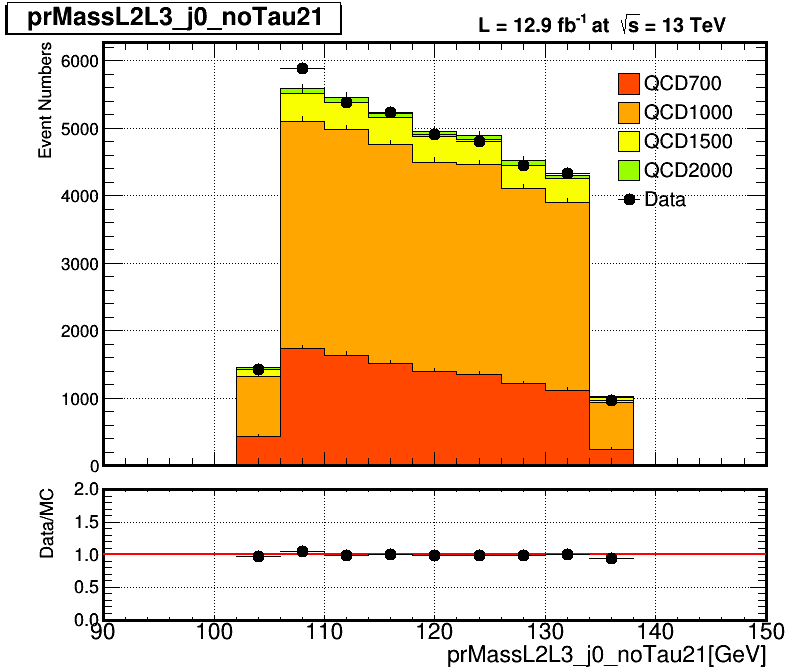 prMassL2L3_j0_noTau21
L = 12.9 fb-1 at √s = 13 TeV
Event Numbers
6000
5000
4000
3000
2000
1000
0
QCD700
QCD1000
QCD1500
QCD2000
Data
Data/MC
2.0
1.5
1.0
0.5
0.0
90 100 110 120 130 140 150
prMassL2L3_j0_noTau21[GeV]